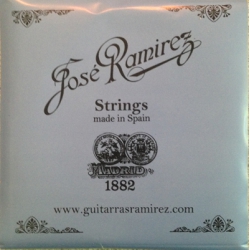 José Ramirez
Strings
made in Spain
MADRID
1882
www.guitarrasramirez.com